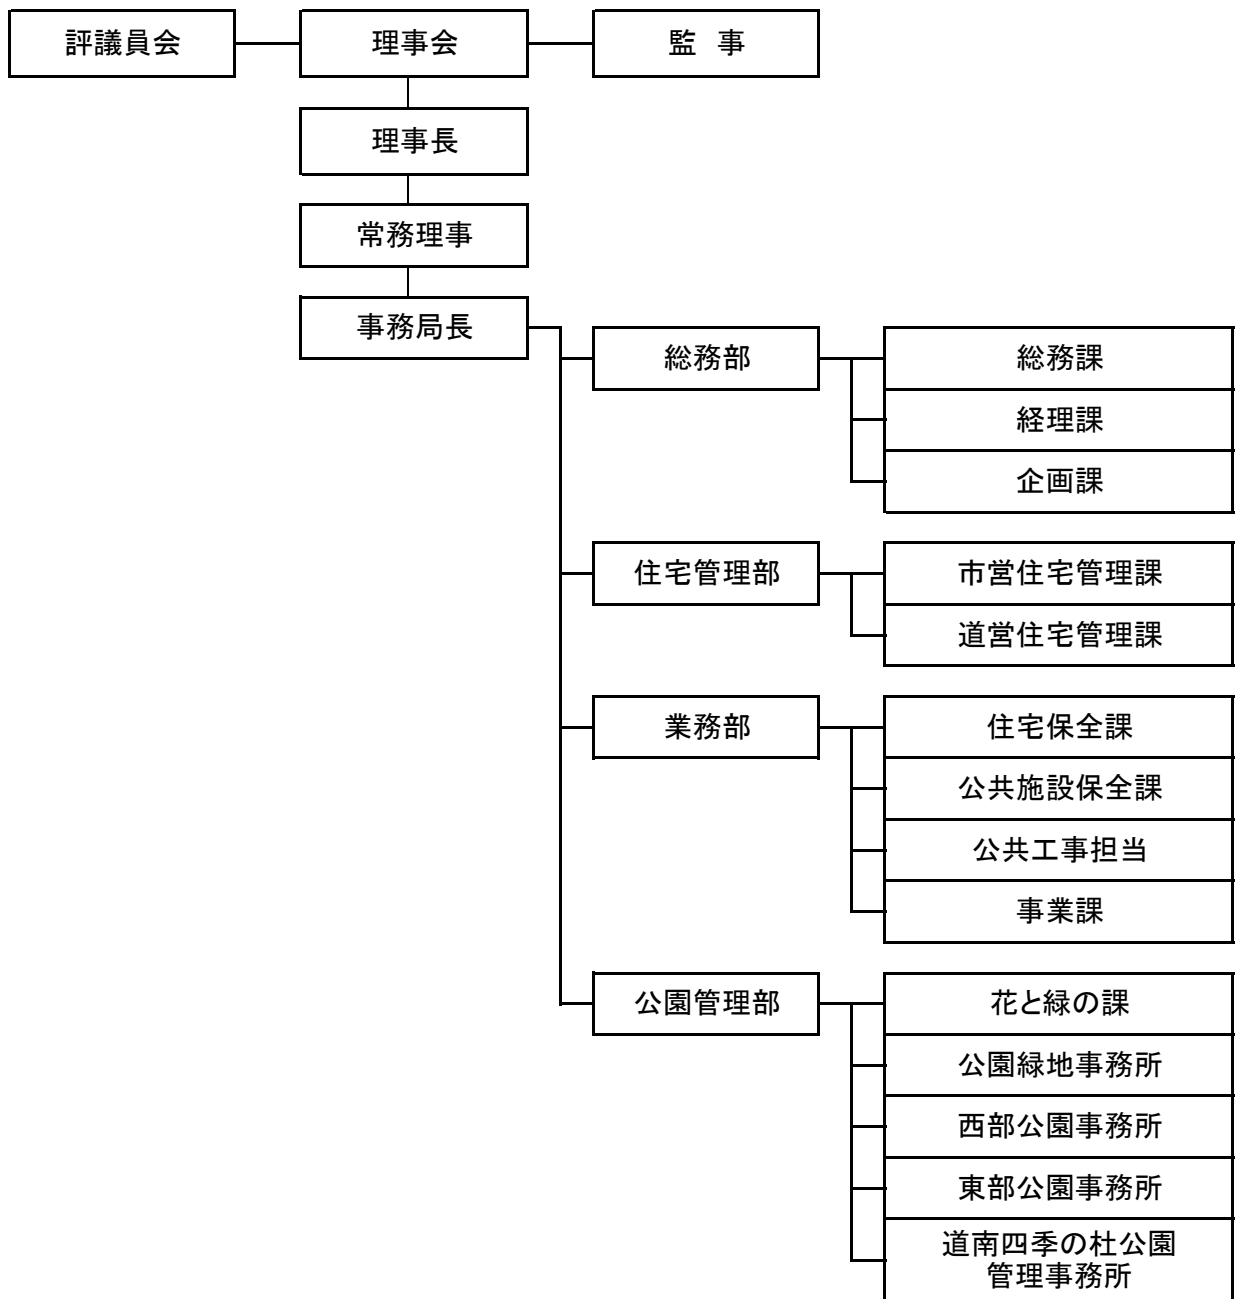 評議員会
理事会
監 事
理事長
常務理事
事務局長
総務部
総務課
経理課
企画課
住宅管理部
市営住宅管理課
道営住宅管理課
業務部
住宅保全課
公共施設保全課
公共工事担当
事業課
公園管理部
花と緑の課
公園緑地事務所
西部公園事務所
東部公園事務所
道南四季の杜公園
管理事務所